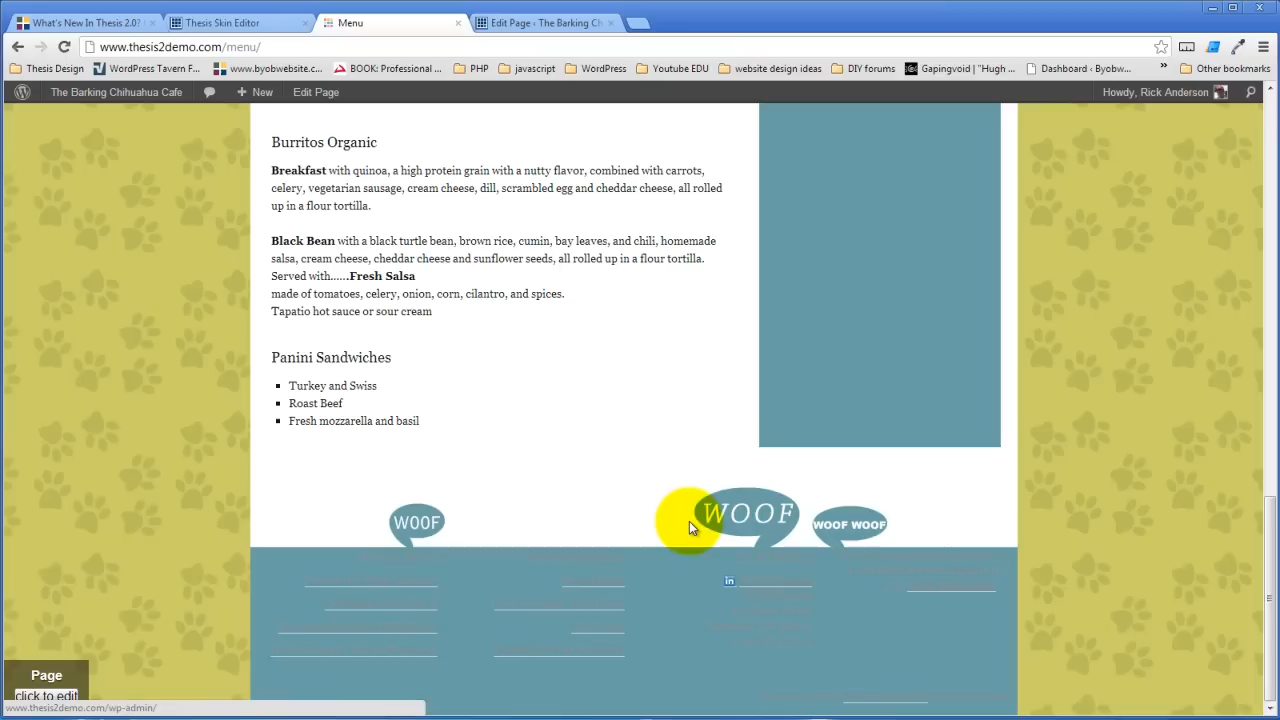 What's New In Thesis 2.0?
Thesis Skin Editor
Menu
Edit Page ‹ The Barking Ch
www.thesis2demo.com/menu/
Thesis Design
WordPress Tavern F...
www.byobwebsite.c...
BOOK: Professional ...
PHP
javascript
WordPress
Youtube EDU
website design ideas
DIY forums
Gapingvoid "Hugh ...
Dashboard ‹ Byobw...
»
Other bookmarks
The Barking Chihuahua Cafe
+ New
Edit Page
Howdy, Rick Anderson
Burritos Organic
Breakfast with quinoa, a high protein grain with a nutty flavor, combined with carrots,
celery, vegetarian sausage, cream cheese, dill, scrambled egg and cheddar cheese, all rolled
up in a flour tortilla.
Black Bean with a black turtle bean, brown rice, cumin, bay leaves, and chili, homemade
salsa, cream cheese, cheddar cheese and sunflower seeds, all rolled up in a flour tortilla.
Served with......Fresh Salsa
made of tomatoes, celery, onion, corn, cilantro, and spices.
Tapatio hot sauce or sour cream
Panini Sandwiches
Turkey and Swiss
Roast Beef
Fresh mozzarella and basil
WOOF
WOOF
WOOF WOOF
in
Page
click to edit
www.thesis2demo.com/wp-admin/